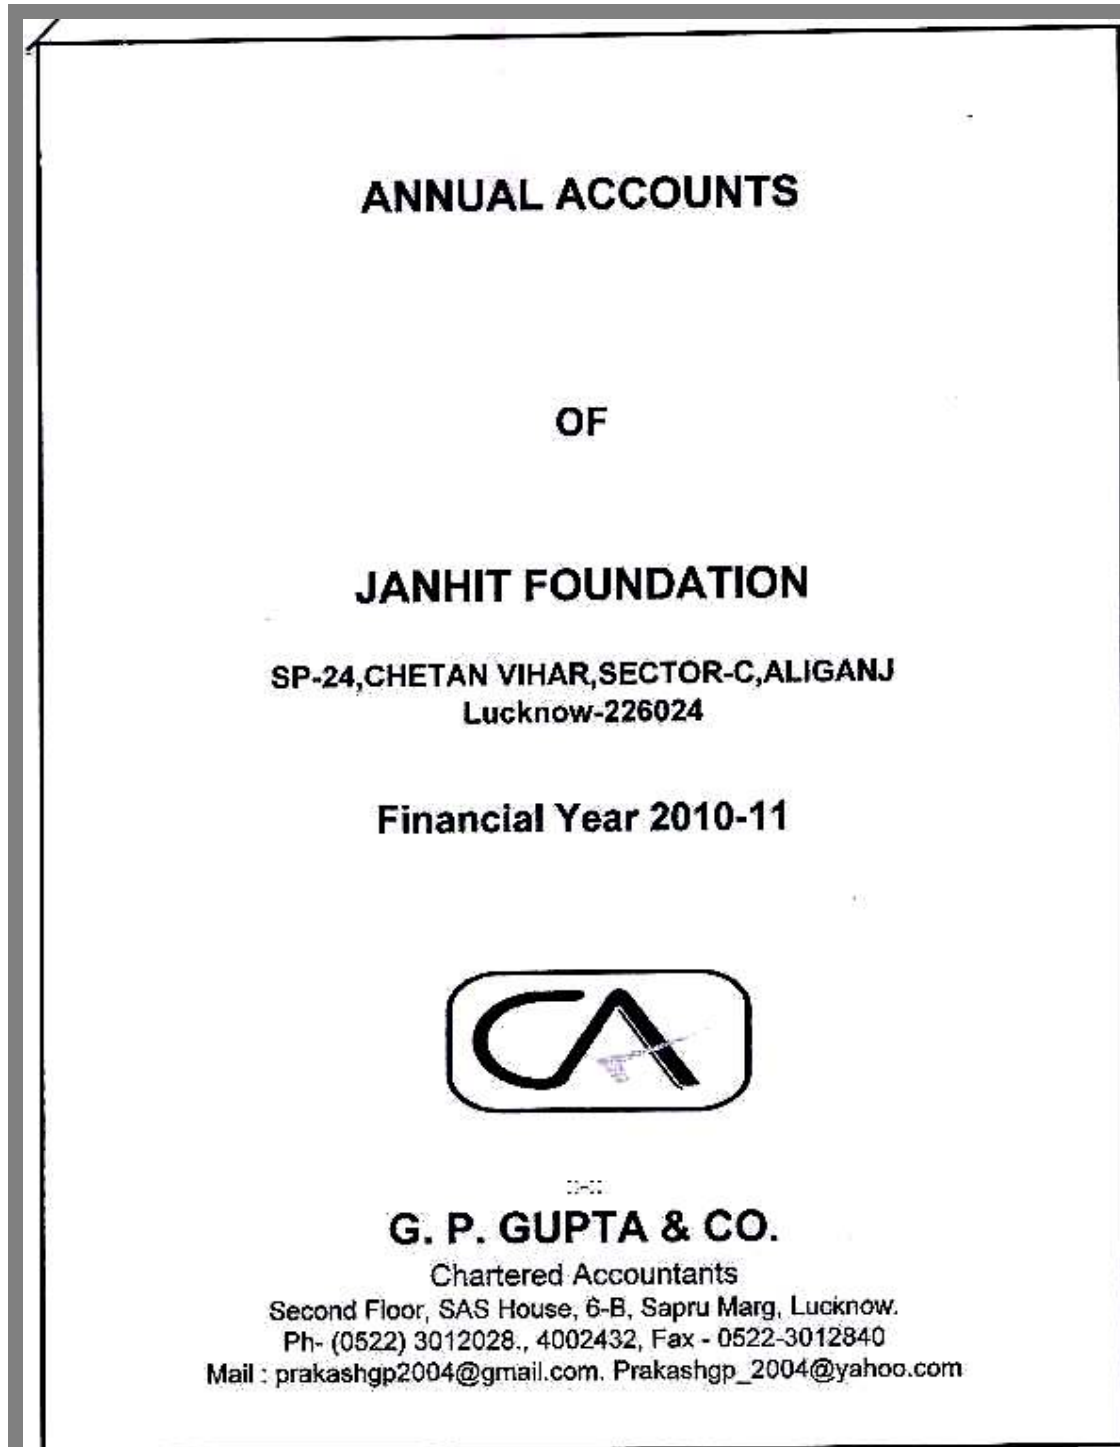 ANNUAL ACCOUNTS
OF
JANHIT FOUNDATION
SP-24,CHETAN VIHAR,SECTOR-C,ALIGANJ
Lucknow-226024
Financial Year 2010-11
CA
::-::
G. P. GUPTA & CO.
Chartered Accountants
Second Floor, SAS House, 6-B, Sapru Marg, Lucknow.
Ph- (0522) 3012028., 4002432, Fax - 0522-3012840
Mail : prakashgp2004@gmail.com. Prakashgp_2004@yahoo.com